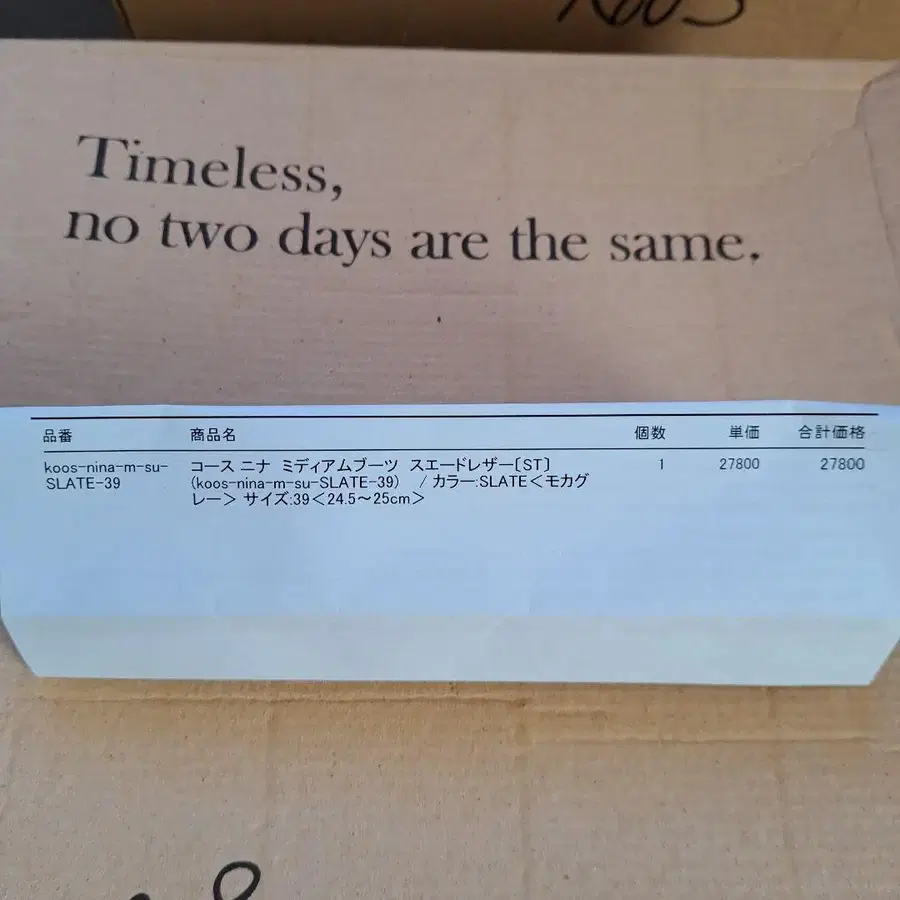 KOOS
Timeless,
no two days are the same.
品番 商品名 個数 単価 合計価格
koos-nina-m-su- コース ニナ ミディアムブーツ スエードレザー[ST] 1 27800 27800
SLATE-39 (koos-nina-m-su-SLATE-39) / カラー:SLATE<モカグ
レー> サイズ:39<24.5~25cm>